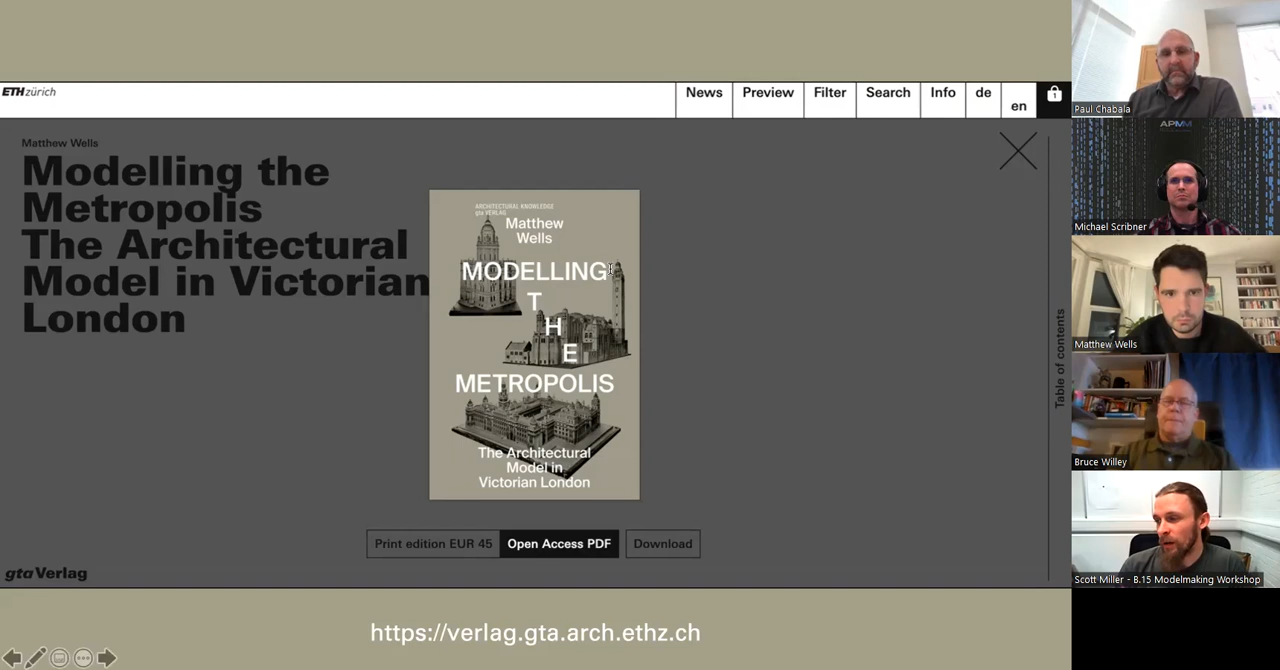 ETH zürich
News
Preview
Filter
Search
Info
de
en
1
Matthew Wells
Modelling the
Metropolis
The Architectural
Model in Victorian
London
ARCHITECTURAL KNOWLEDGE
gta VERLAG
Matthew
Wells
MODELLING
T
H
E
METROPOLIS
The Architectural
Model in
Victorian London
Table of contents
Print edition EUR 45
Open Access PDF
Download
gta Verlag
https://verlag.gta.arch.ethz.ch
Paul Chabala
APMM
Michael Scribner
Matthew Wells
Bruce Willey
Scott Miller - B.15 Modelmaking Workshop